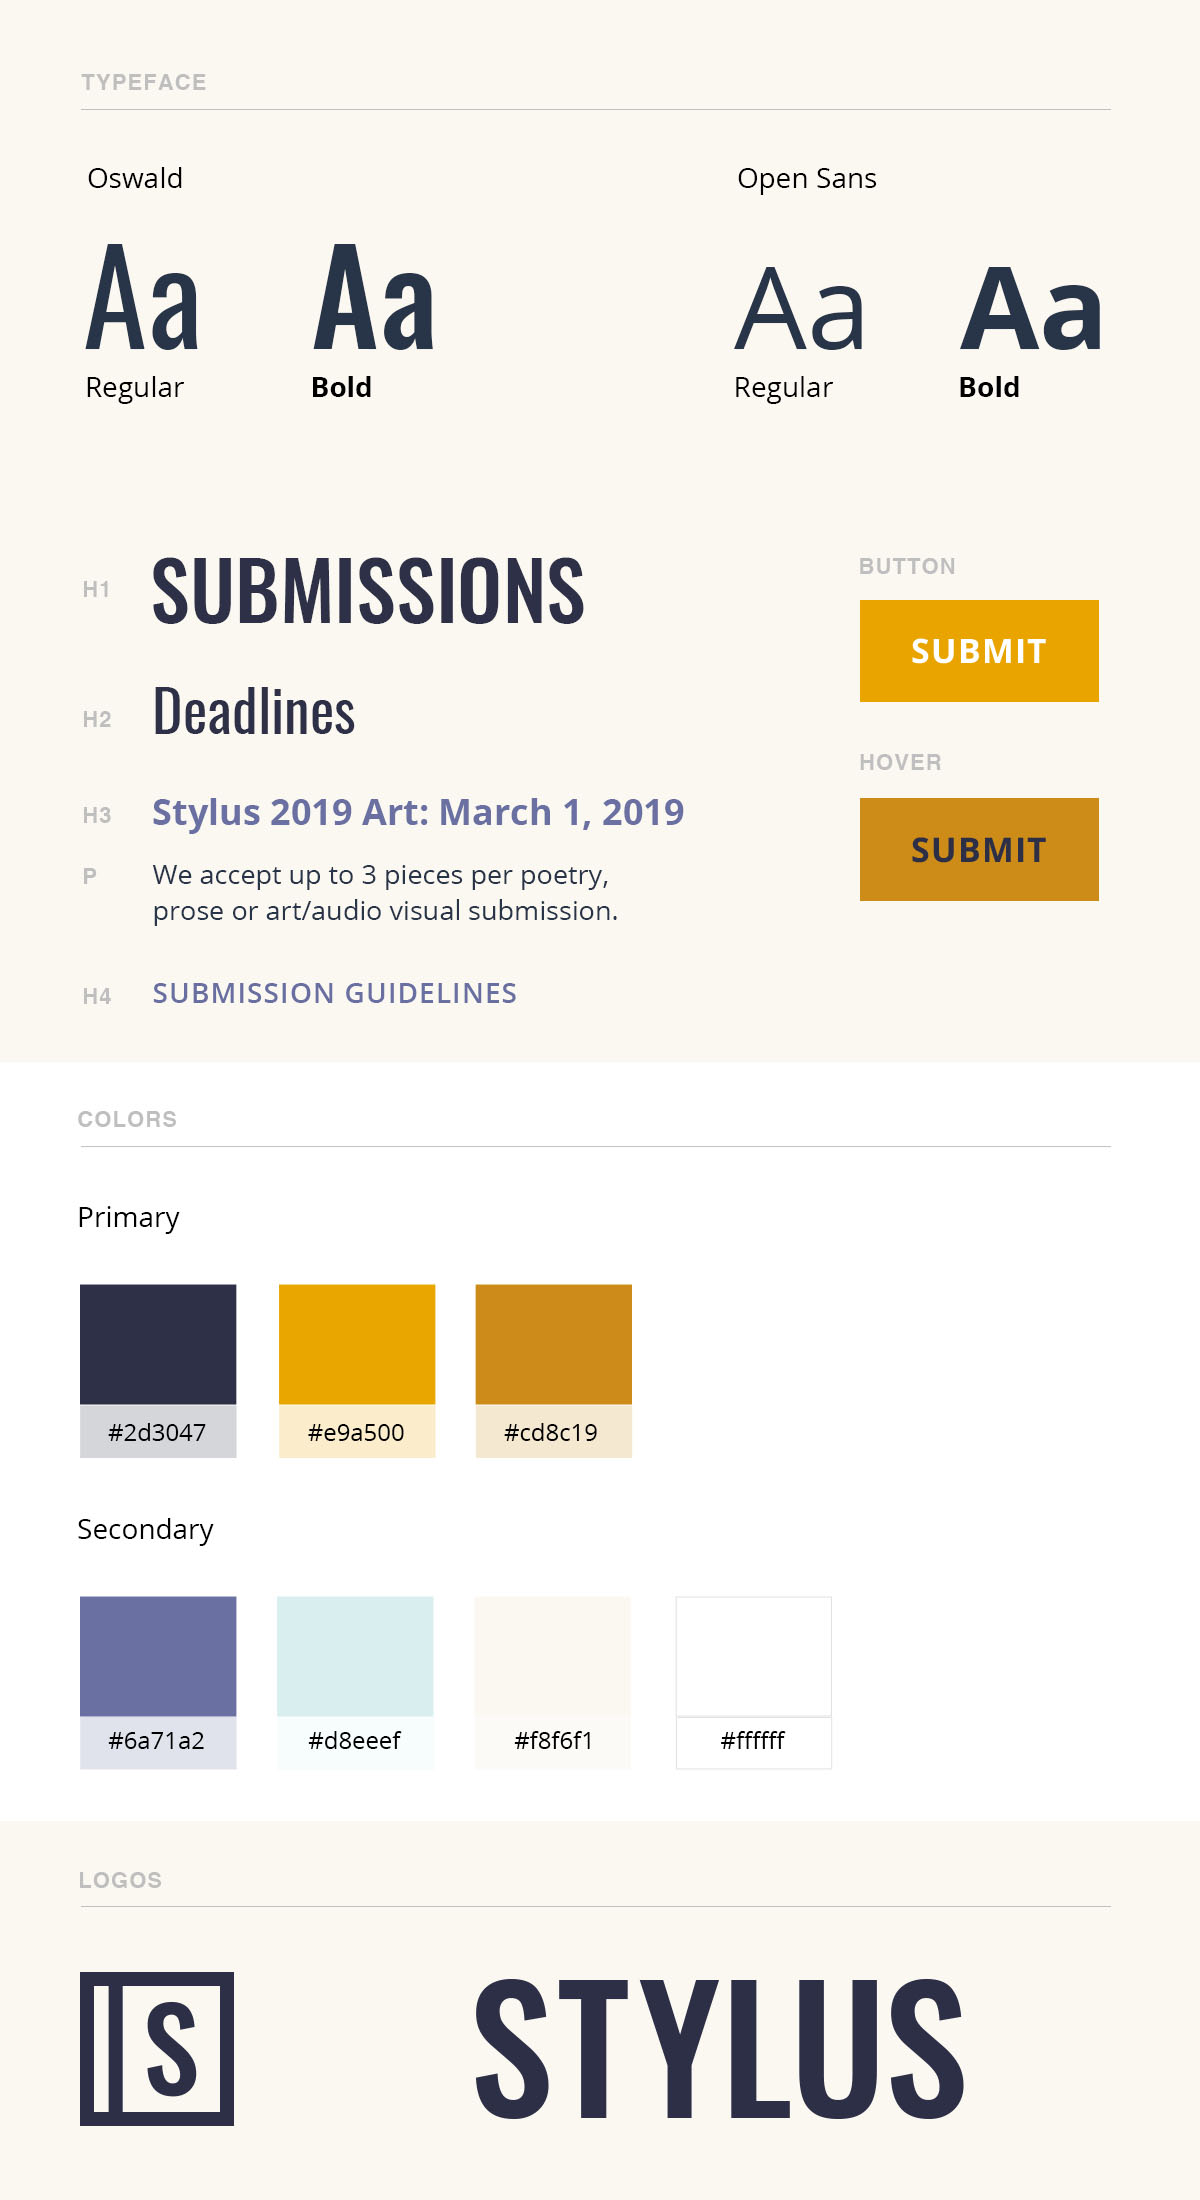 TYPEFACE
Oswald
Open Sans
Aa Aa
Aa Aa
Regular Bold
Regular Bold
H1 SUBMISSIONS
H2 Deadlines
H3 Stylus 2019 Art: March 1, 2019
P We accept up to 3 pieces per poetry,
prose or art/audio visual submission.
H4 SUBMISSION GUIDELINES
BUTTON
SUBMIT
HOVER
SUBMIT
COLORS
Primary
#2d3047 #e9a500 #cd8c19
Secondary
#6a71a2 #d8eeef #f8f6f1 #ffffff
LOGOS
S STYLUS